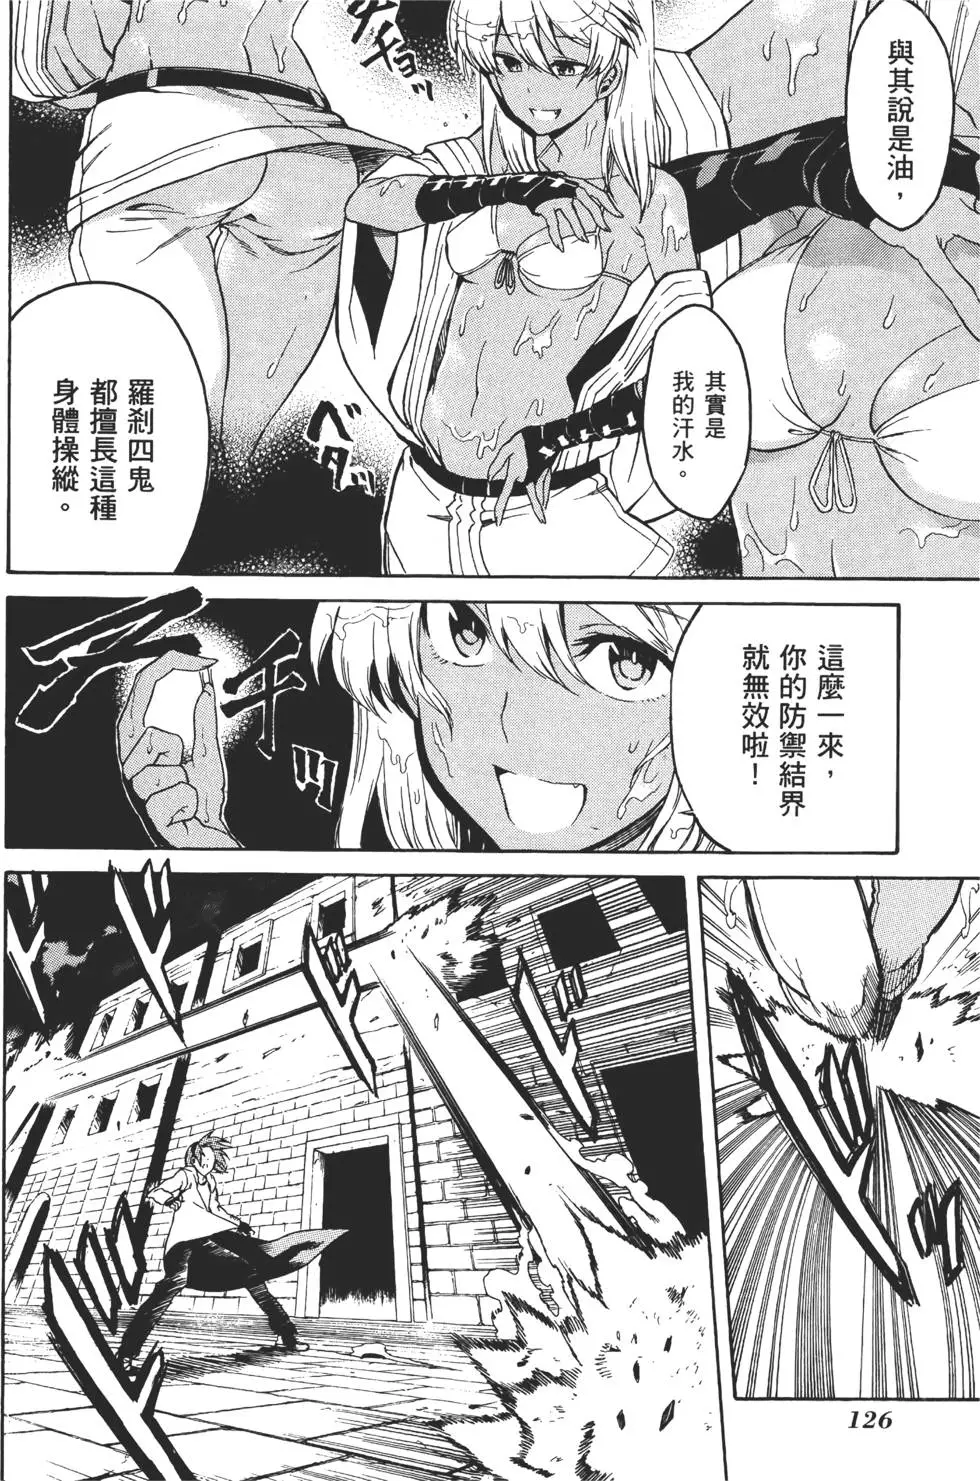 與其說是油，
其實是
我的汗水。
羅剎四鬼
都擅長這種
身體操縱。
這麼一來，
你的防禦結界
就無效啦！
126